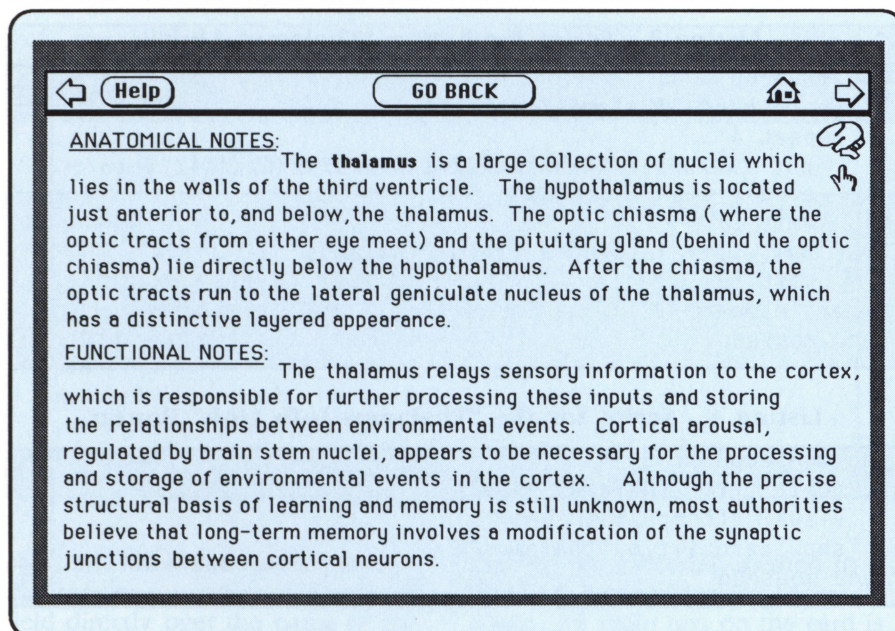 Help
GO BACK
ANATOMICAL NOTES:
The thalamus is a large collection of nuclei which
lies in the walls of the third ventricle. The hypothalamus is located
just anterior to,and below,the thalamus. The optic chiasma ( where the
optic tracts from either eye meet) and the pituitary gland (behind the optic
chiasma) lie directly below the hypothalamus. After the chiasma, the
optic tracts run to the lateral geniculate nucleus of the thalamus, which
has a distinctive layered appearance.
FUNCTIONAL NOTES:
The thalamus relays sensory information to the cortex,
which is responsible for further processing these inputs and storing
the relationships between environmental events. Cortical arousal,
regulated by brain stem nuclei, appears to be necessary for the processing
and storage of environmental events in the cortex. Although the precise
structural basis of learning and memory is still unknown, most authorities
believe that long-term memory involves a modification of the synaptic
junctions between cortical neurons.